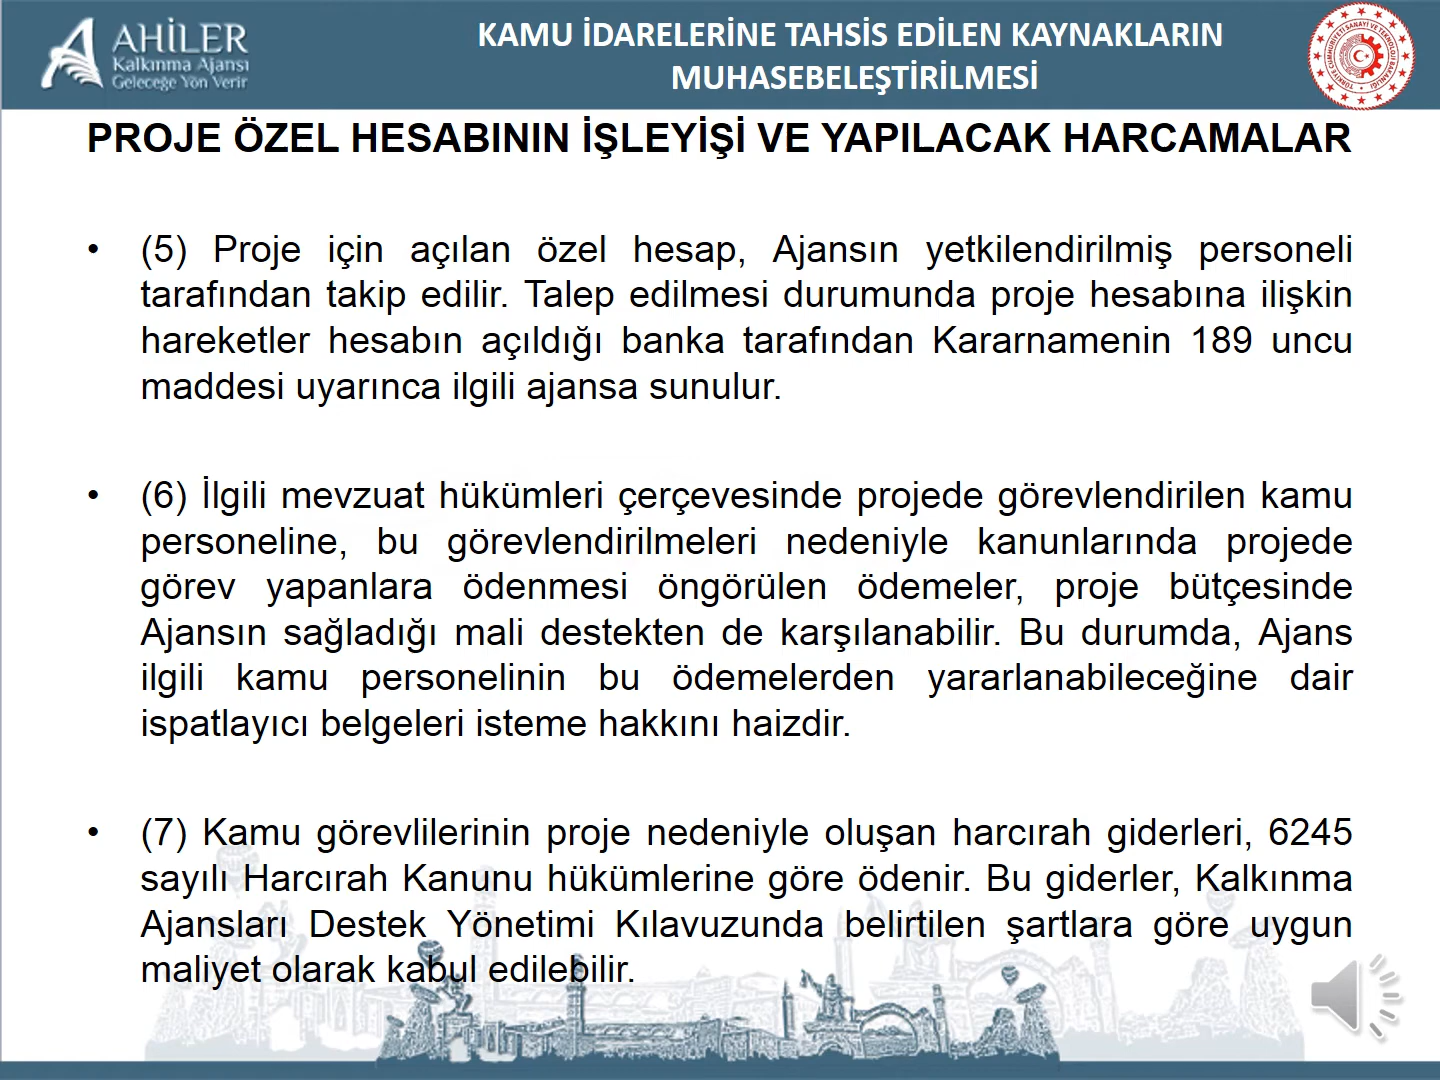 AHİLER
Kalkınma Ajansı
Geleceğe Yön Verir
KAMU İDARELERİNE TAHSİS EDİLEN KAYNAKLARIN
MUHASEBELEŞTİRİLMESİ
PROJE ÖZEL HESABININ İŞLEYİŞİ VE YAPILACAK HARCAMALAR
• (5) Proje için açılan özel hesap, Ajansın yetkilendirilmiş personeli
tarafından takip edilir. Talep edilmesi durumunda proje hesabına ilişkin
hareketler hesabın açıldığı banka tarafından Kararnamenin 189 uncu
maddesi uyarınca ilgili ajansa sunulur.
• (6) İlgili mevzuat hükümleri çerçevesinde projede görevlendirilen kamu
personeline, bu görevlendirilmeleri nedeniyle kanunlarında projede
görev yapanlara ödenmesi öngörülen ödemeler, proje bütçesinde
Ajansın sağladığı mali destekten de karşılanabilir. Bu durumda, Ajans
ilgili kamu personelinin bu ödemelerden yararlanabileceğine dair
ispatlayıcı belgeleri isteme hakkını haizdir.
• (7) Kamu görevlilerinin proje nedeniyle oluşan harcırah giderleri, 6245
sayılı Harcırah Kanunu hükümlerine göre ödenir. Bu giderler, Kalkınma
Ajansları Destek Yönetimi Kılavuzunda belirtilen şartlara göre uygun
maliyet olarak kabul edilebilir.